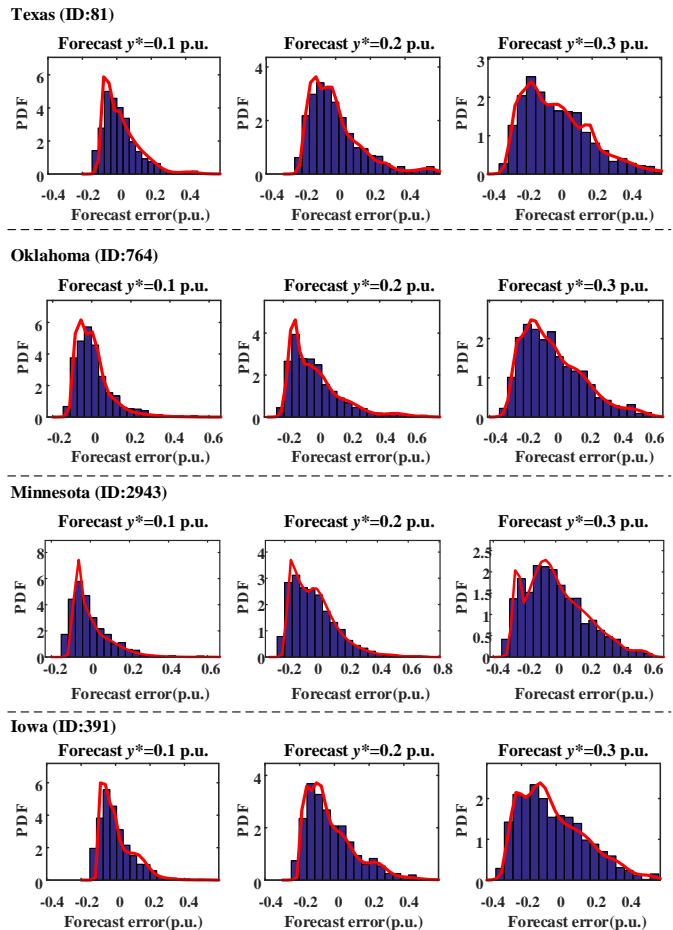 Texas (ID:81)
Forecast y*=0.1 p.u. Forecast y*=0.2 p.u. Forecast y*=0.3 p.u.
PDF PDF PDF
6 4 2 0
4 2 0
3 2 1 0
-0.4 -0.2 0 0.2 0.4
-0.4 -0.2 0 0.2 0.4
-0.4 -0.2 0 0.2 0.4
Forecast error(p.u.) Forecast error(p.u.) Forecast error(p.u.)
Oklahoma (ID:764)
Forecast y*=0.1 p.u. Forecast y*=0.2 p.u. Forecast y*=0.3 p.u.
PDF PDF PDF
6 4 2 0
4 2 0
2 1 0
-0.2 0 0.2 0.4 0.6
-0.2 0 0.2 0.4 0.6
-0.4 -0.2 0 0.2 0.4 0.6
Forecast error(p.u.) Forecast error(p.u.) Forecast error(p.u.)
Minnesota (ID:2943)
Forecast y*=0.1 p.u. Forecast y*=0.2 p.u. Forecast y*=0.3 p.u.
PDF PDF PDF
8 6 4 2 0
4 3 2 1 0
2.5 2 1.5 1 0.5 0
-0.2 0 0.2 0.4 0.6
-0.2 0 0.2 0.4 0.6 0.8
-0.4 -0.2 0 0.2 0.4 0.6
Forecast error(p.u.) Forecast error(p.u.) Forecast error(p.u.)
Iowa (ID:391)
Forecast y*=0.1 p.u. Forecast y*=0.2 p.u. Forecast y*=0.3 p.u.
PDF PDF PDF
6 4 2 0
4 2 0
2 1 0
-0.4 -0.2 0 0.2 0.4
-0.4 -0.2 0 0.2 0.4
-0.4 -0.2 0 0.2 0.4
Forecast error(p.u.) Forecast error(p.u.) Forecast error(p.u.)